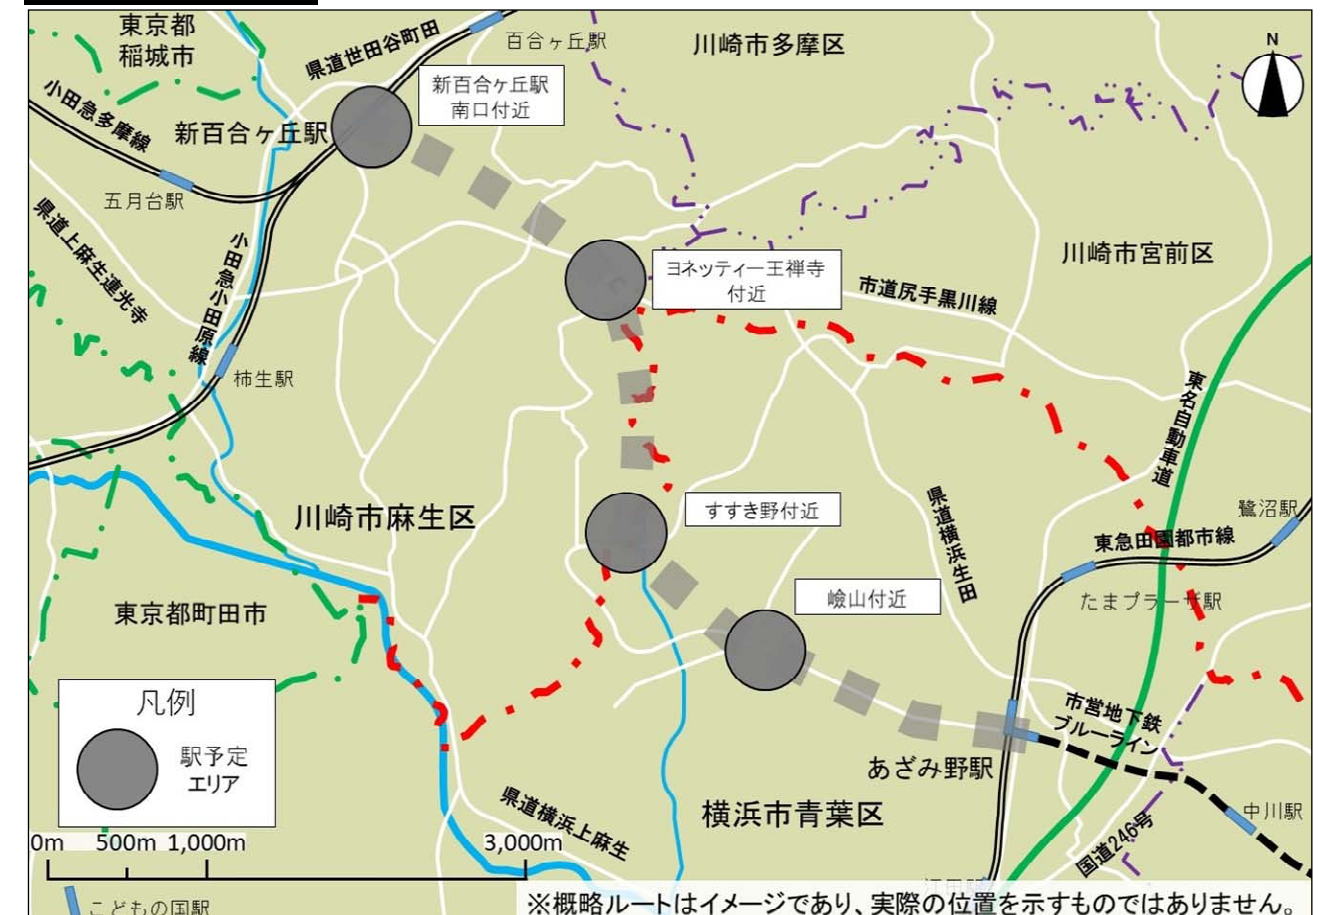 東京都
稲城市
県道世田谷町田
百合ヶ丘駅
川崎市多摩区
N
小田急多摩線
新百合ヶ丘駅
新百合ヶ丘駅
南口付近
五月台駅
県道上麻生連光寺
小田急小田原線
川崎市宮前区
ヨネッティー王禅寺
付近
市道尻手黒川線
柿生駅
東名自動車道
川崎市麻生区
すすき野付近
県道横浜生田
鷺沼駅
東急田園都市線
東京都町田市
嶮山付近
たまプラーザ駅
凡例
駅予定
エリア
市営地下鉄
ブルーライン
あざみ野駅
県道横浜上麻生
横浜市青葉区
中川駅
国道246号
0m 500m 1,000m 3,000m
江田駅
こどもの国駅
※概略ルートはイメージであり、実際の位置を示すものではありません。